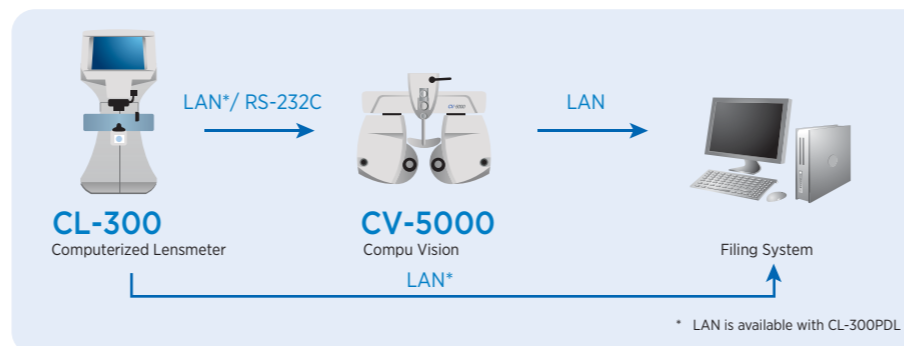 LAN*/ RS-232C
LAN
CV-5000
CL-300
Computerized Lensmeter
CV-5000
Compu Vision
Filing System
LAN*
* LAN is available with CL-300PDL